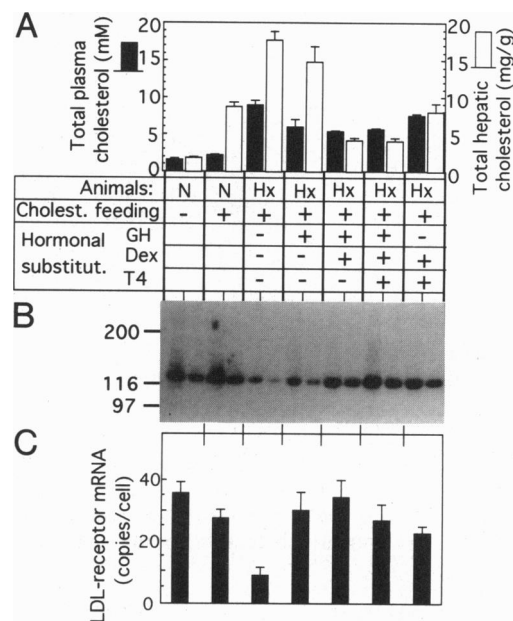 A
Total plasma
cholesterol (mM)
20
15
10
5
0
20
15
10
5
0
Total hepatic
cholesterol (mg/g)
Animals: N N Hx Hx Hx Hx Hx
Cholest. feeding - + + + + + +
Hormonal
substitut.
GH - + + + -
Dex - - + + +
T4 - - - + +
B
200
116
97
C
LDL-receptor mRNA
(copies/cell)
40
20
0